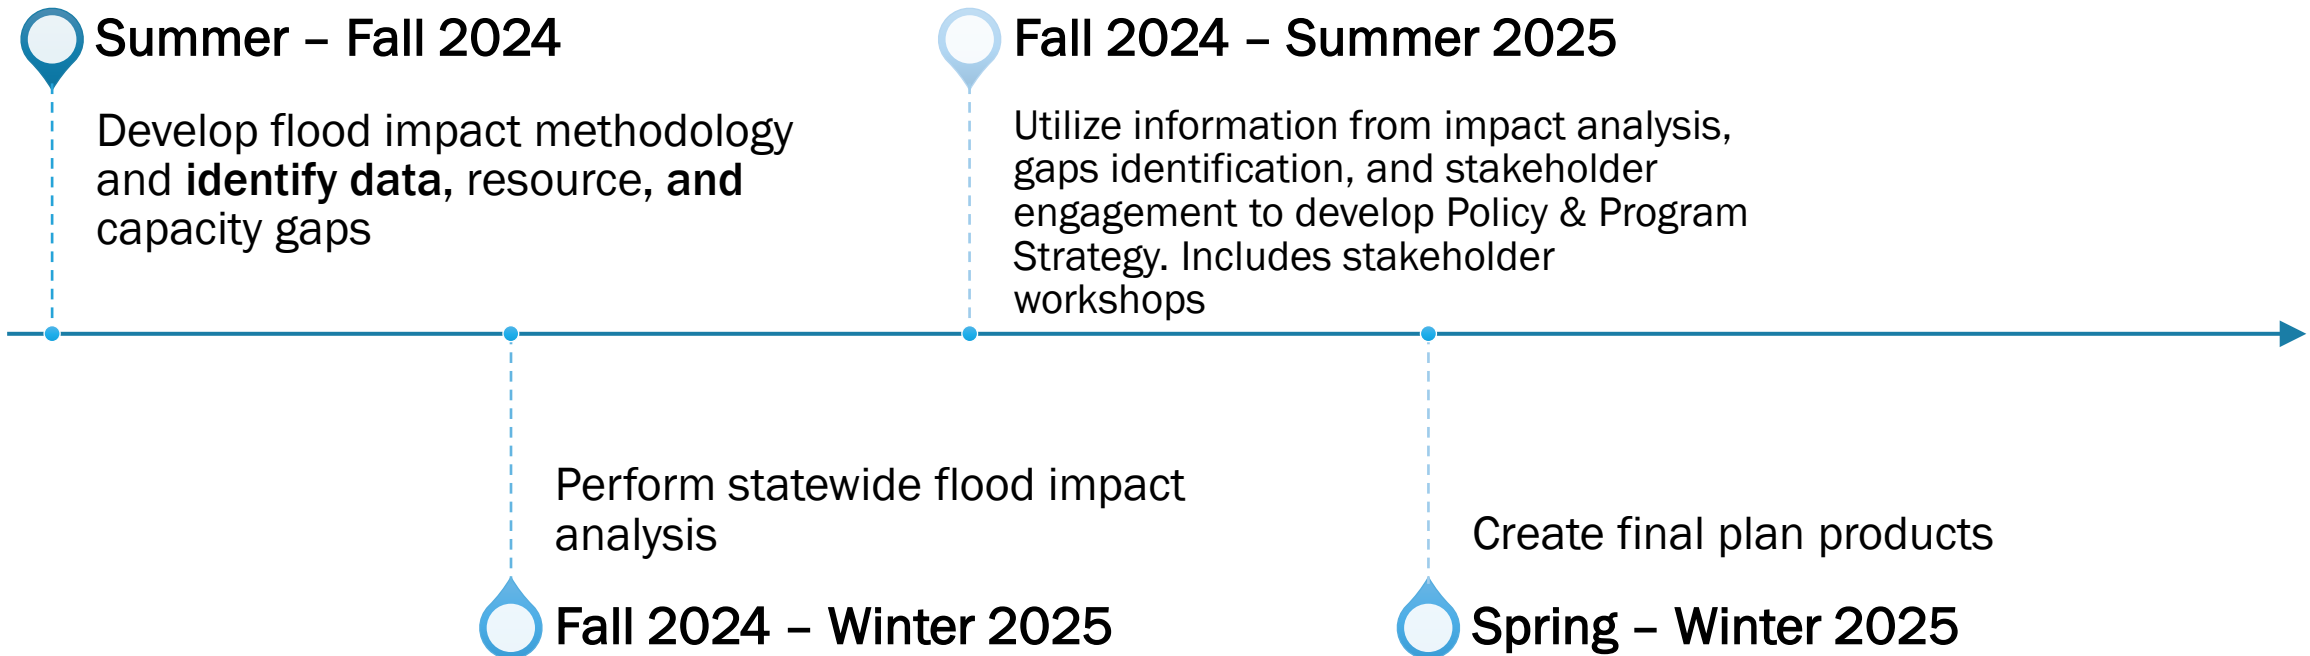 Summer – Fall 2024
Develop flood impact methodology
and identify data, resource, and
capacity gaps
Fall 2024 – Summer 2025
Utilize information from impact analysis,
gaps identification, and stakeholder
engagement to develop Policy & Program
Strategy. Includes stakeholder
workshops
Perform statewide flood impact
analysis
Fall 2024 – Winter 2025
Create final plan products
Spring – Winter 2025